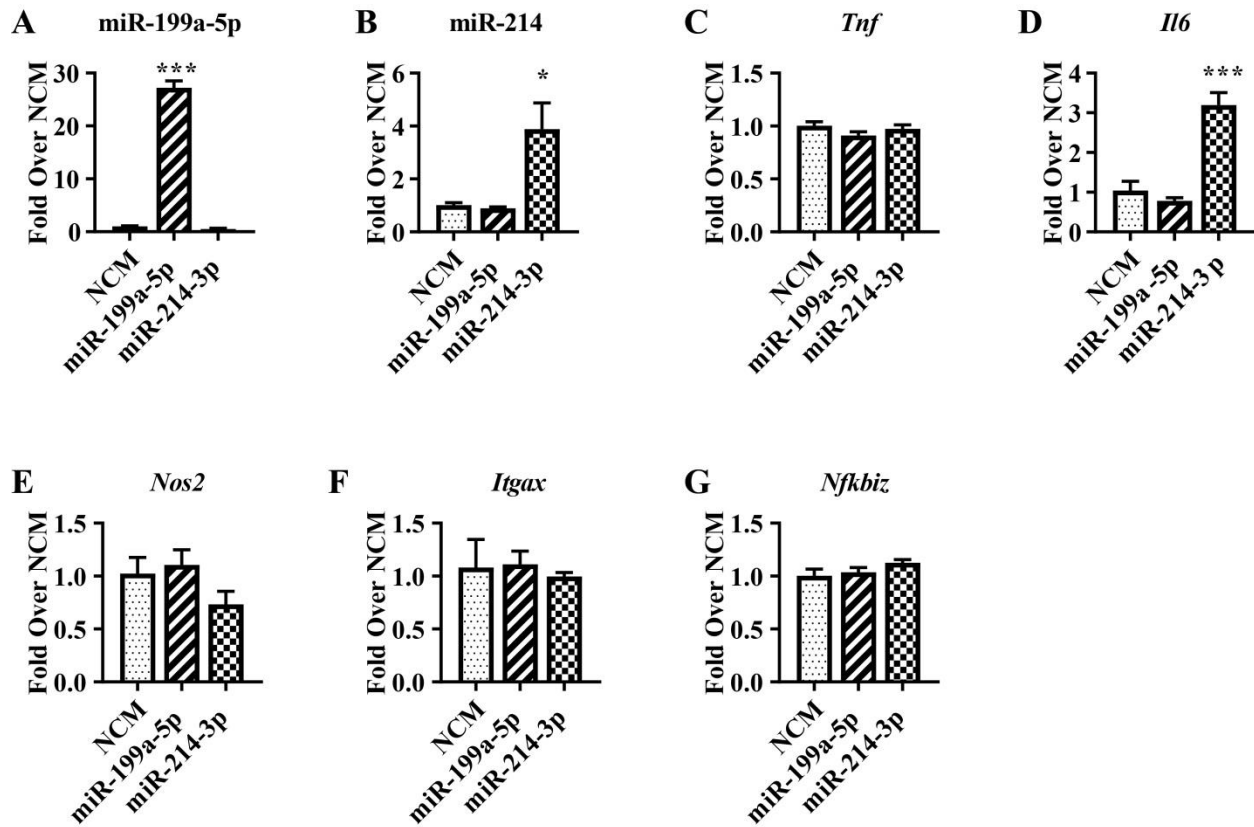 A miR-199a-5p
Fold Over NCM
30
20
10
0
***
NCM
miR-199a-5p
miR-214-3p
B miR-214
Fold Over NCM
6
4
2
0
*
NCM
miR-199a-5p
miR-214-3p
C Tnf
Fold Over NCM
1.5
1.0
0.5
0.0
NCM
miR-199a-5p
miR-214-3p
D Il6
Fold Over NCM
4
3
2
1
0
***
NCM
miR-199a-5p
miR-214-3 p
E Nos2
Fold Over NCM
1.5
1.0
0.5
0.0
NCM
miR-199a-5p
miR-214-3p
F Itgax
Fold Over NCM
1.5
1.0
0.5
0.0
NCM
miR-199a-5p
miR-214-3p
G Nfkbiz
Fold Over NCM
1.5
1.0
0.5
0.0
NCM
miR-199a-5p
miR-214-3p